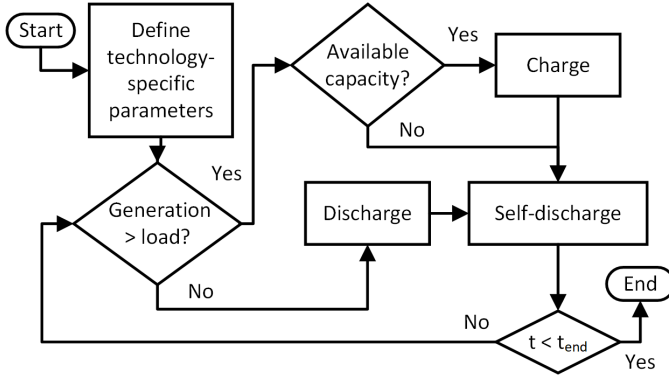 Start
Define
technology-
specific
parameters
Available
capacity?
Yes
Charge
No
Yes
Generation
> load?
Discharge
Self-discharge
No
End
No
t < tend
Yes